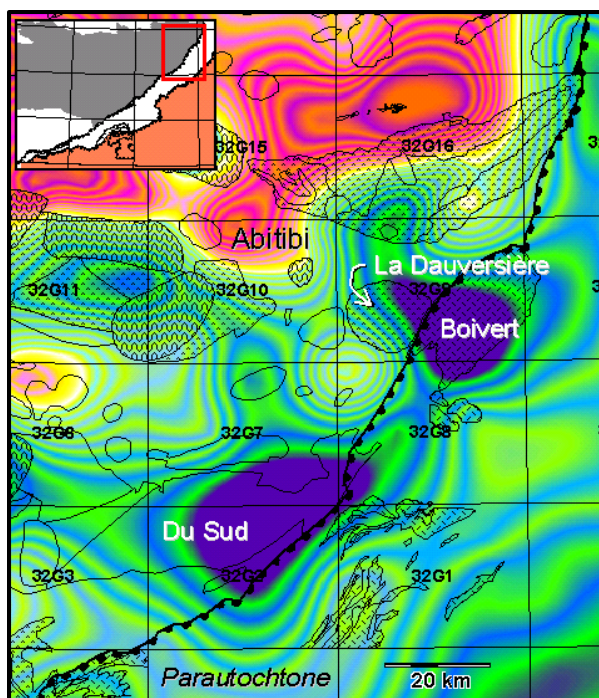 32G15
32G16
Abitibi
La Dauversière
32G11
32G10
32G9
Boivert
32G6
32G7
32G8
Du Sud
32G3
32G2
32G1
Parautochtone
20 km